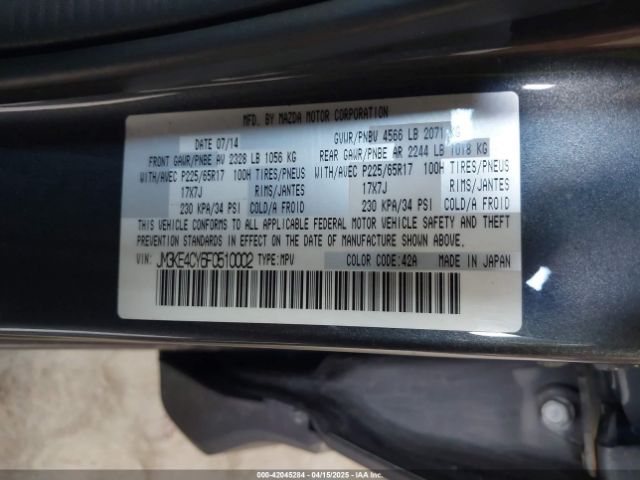 MFD. BY MAZDA MOTOR CORPORATION
DATE 07/14 GVWR/PNBV 4566 LB 2071 KG
FRONT GAWR/PNBE AV 2328 LB 1056 KG REAR GAWR/PNBE AR 2244 LB 1018 KG
WITH/AVEC P225/65R17 100H TIRES/PNEUS WITH/AVEC P225/65R17 100H TIRES/PNEUS
17X7J RIMS/JANTES 17X7J RIMS/JANTES
230 KPA/34 PSI COLD/A FROID 230 KPA/34 PSI COLD/A FROID
THIS VEHICLE CONFORMS TO ALL APPLICABLE FEDERAL MOTOR VEHICLE SAFETY AND THEFT
PREVENTION STANDARDS IN EFFECT ON THE DATE OF MANUFACTURE SHOWN ABOVE.
VIN: JM3KE4CY5F0510002 TYPE:MPV COLOR CODE:42A MADE IN JAPAN
000-42045284 - 04/15/2025 - IAA Inc.